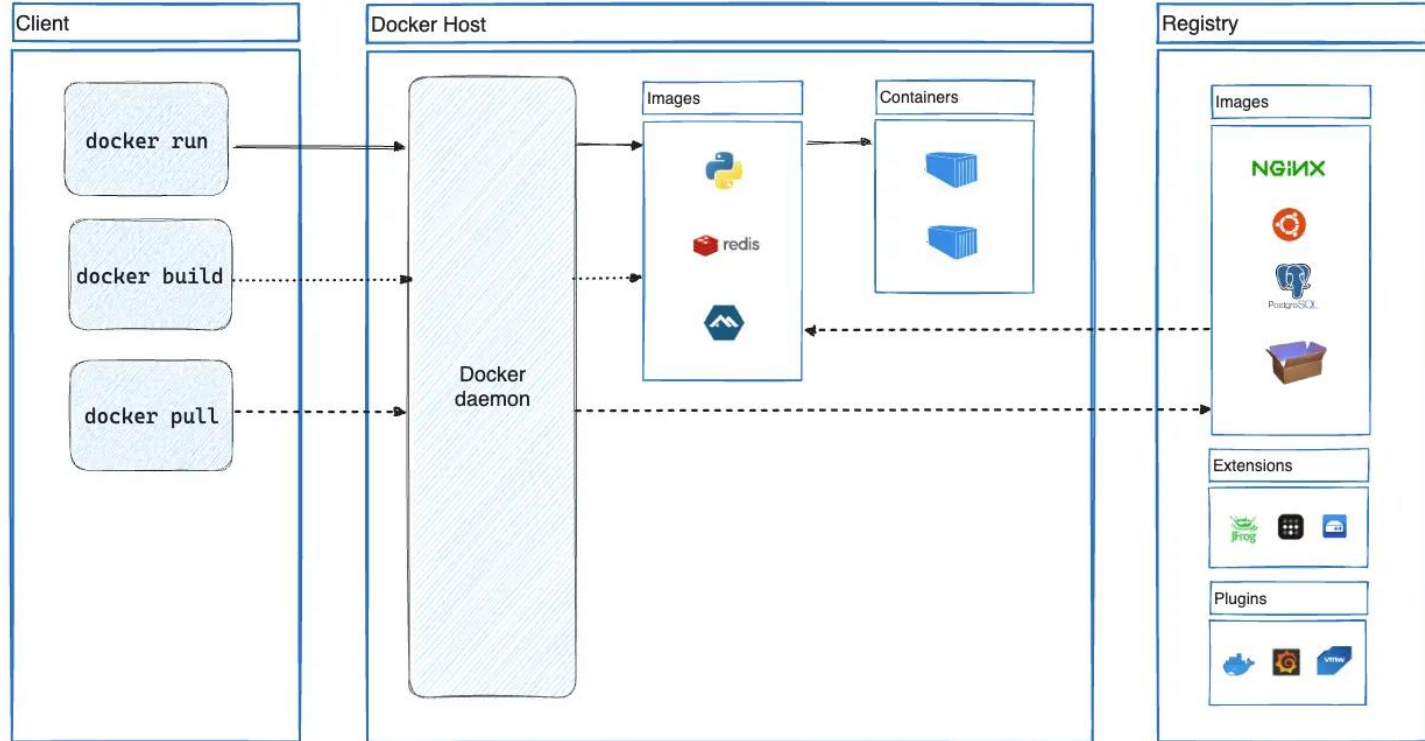 Client
docker run
docker build
docker pull
Docker Host
Docker
daemon
Images
redis
Containers
Registry
Images
NGINX
PostgreSQL
Extensions
JFrog
Plugins
vmw